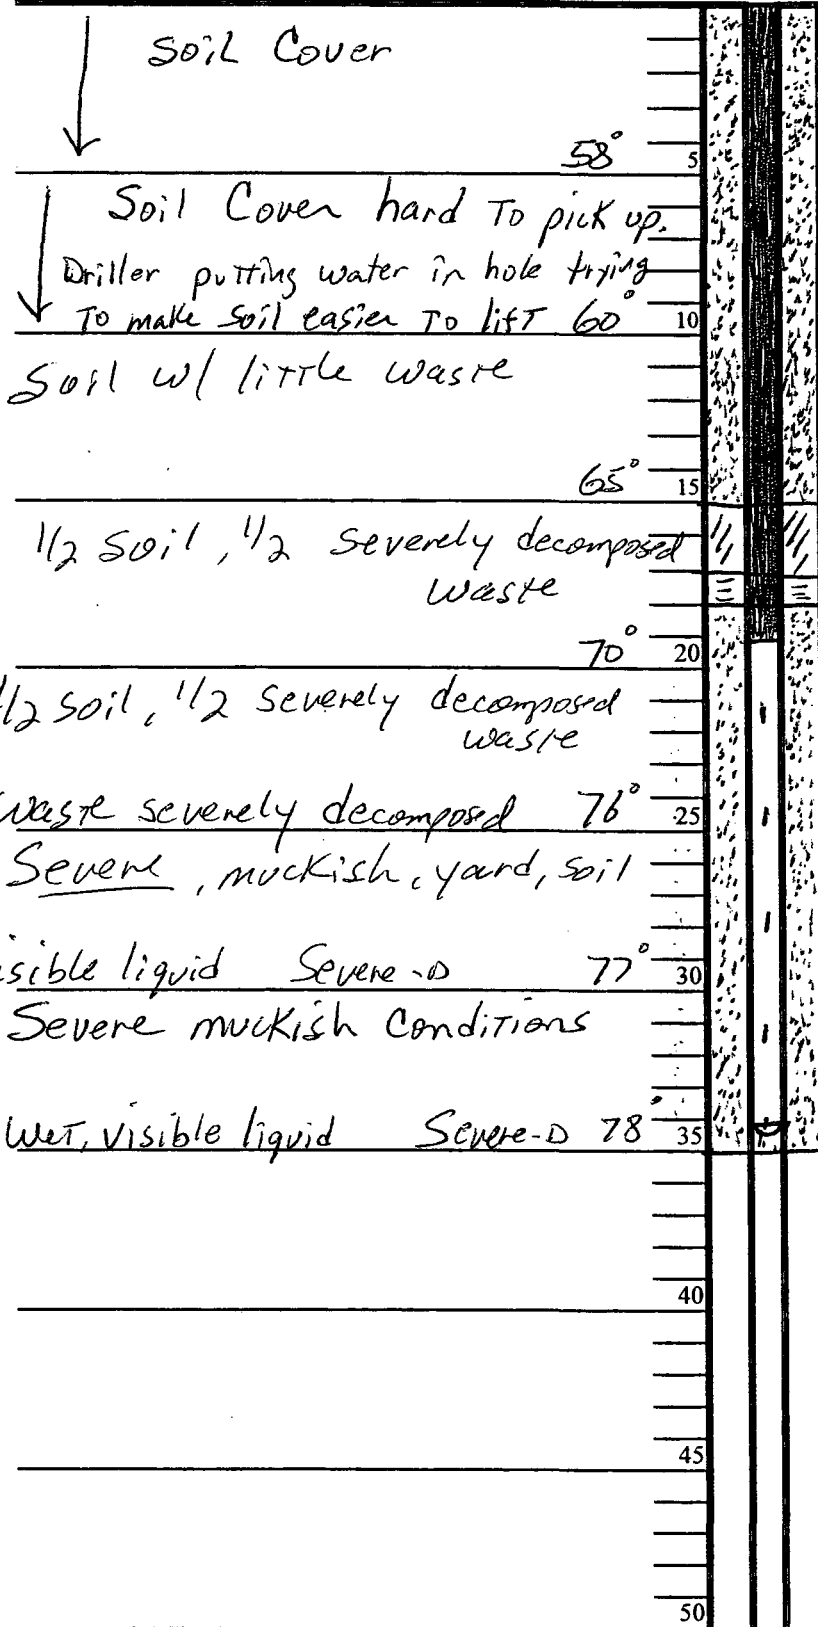 Soil Cover
58° 5
Soil Cover hard To pick up.
Driller putting water in hole trying
To make Soil easier To lift 60° 10
Soil w/ little waste
65° 15
1/2 Soil, 1/2 Severely decomposed
waste
70° 20
1/2 Soil, 1/2 Severely decomposed
waste
Waste severely decomposed 76° 25
Severe, muckish, yard, soil
visible liquid Severe-D 77° 30
Severe muckish Conditions
Wet, visible liquid Severe-D 78° 35
40
45
50